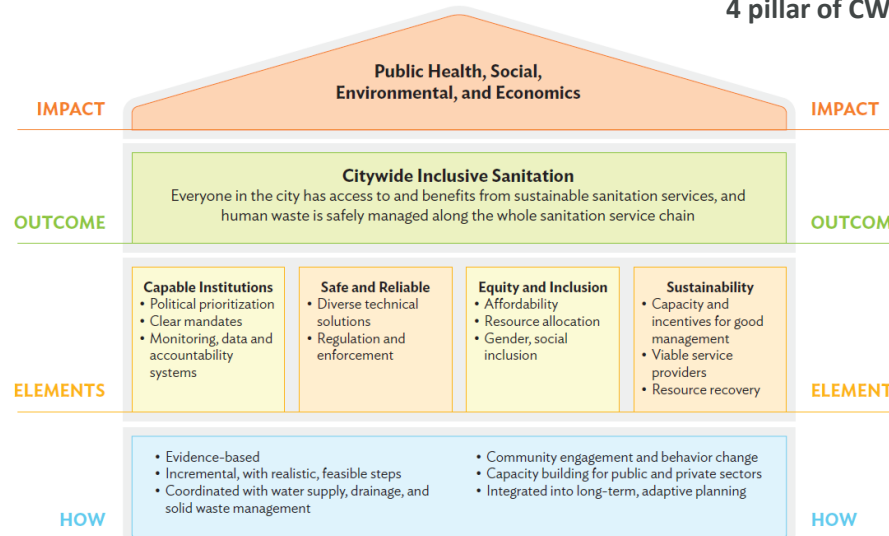 4 pillar of CW
Public Health, Social,
Environmental, and Economics
IMPACT
IMPACT
Citywide Inclusive Sanitation
Everyone in the city has access to and benefits from sustainable sanitation services, and
human waste is safely managed along the whole sanitation service chain
OUTCOME
OUTCOM
Capable Institutions
• Political prioritization
• Clear mandates
• Monitoring, data and
accountability
systems
Safe and Reliable
• Diverse technical
solutions
• Regulation and
enforcement
Equity and Inclusion
• Affordability
• Resource allocation
• Gender, social
inclusion
Sustainability
• Capacity and
incentives for good
management
• Viable service
providers
• Resource recovery
ELEMENTS
ELEMENT
• Evidence-based
• Incremental, with realistic, feasible steps
• Coordinated with water supply, drainage, and
solid waste management
• Community engagement and behavior change
• Capacity building for public and private sectors
• Integrated into long-term, adaptive planning
HOW
HOW